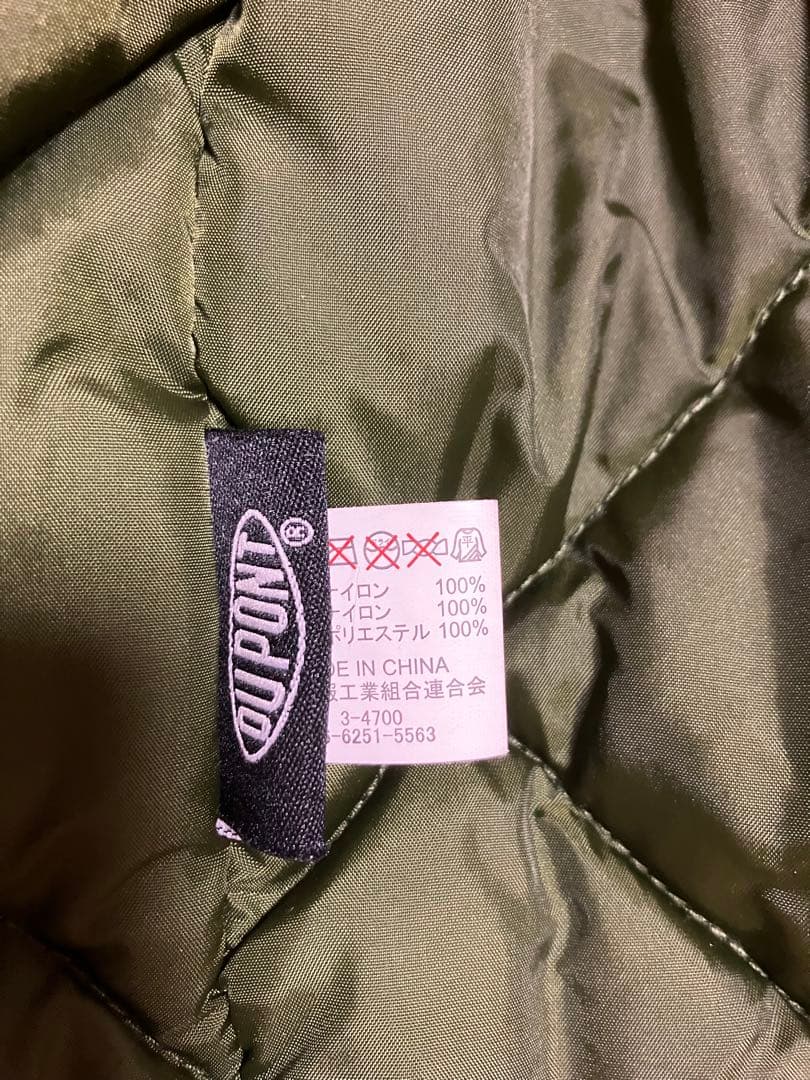 DUPONT®
平
イロン 100%
イロン 100%
ポリエステル 100%
DE IN CHINA
工業組合連合会
3-4700
-6251-5563